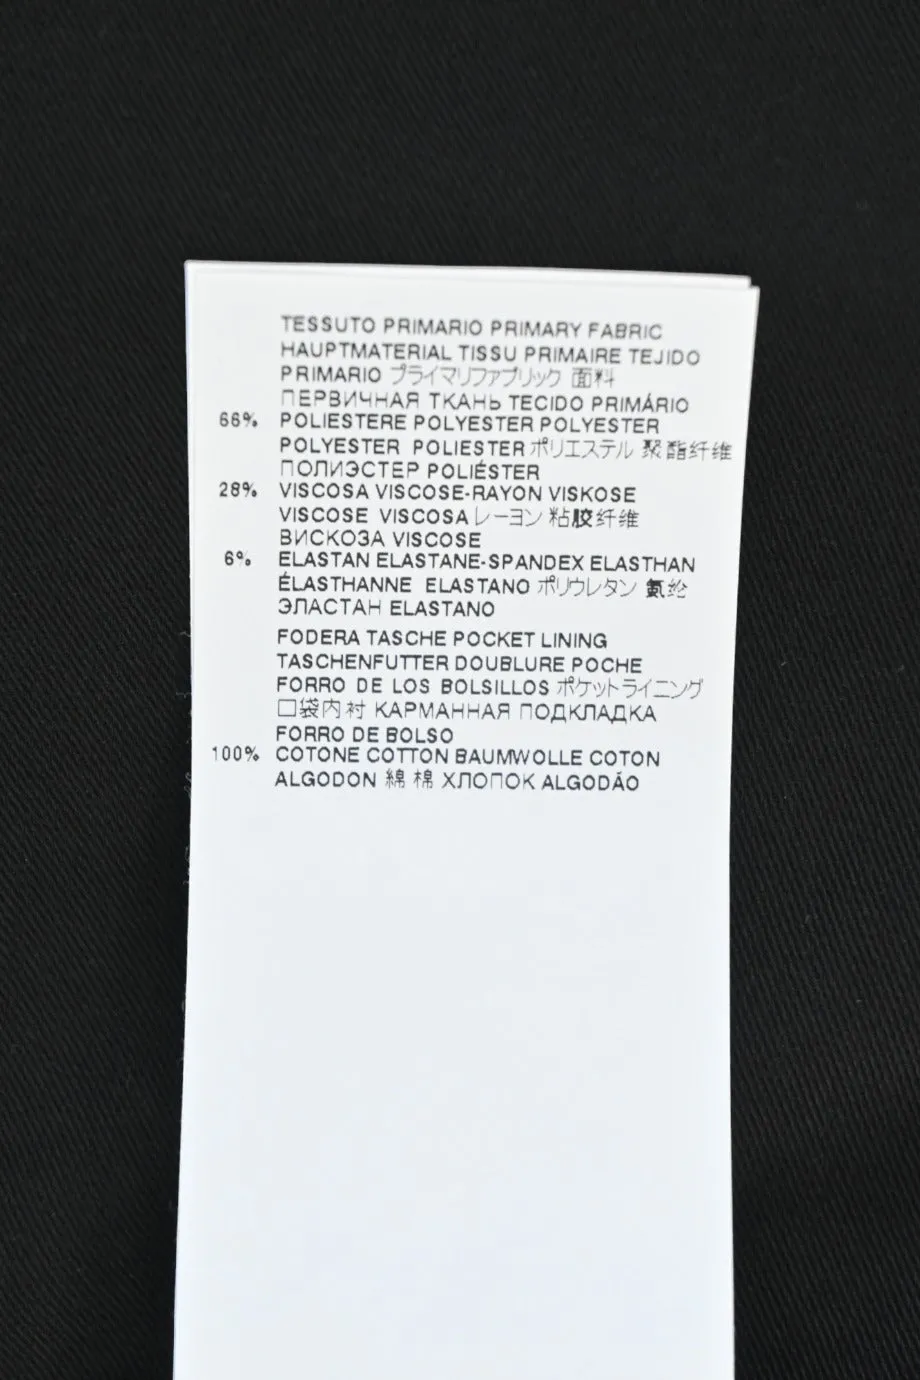 TESSUTO PRIMARIO PRIMARY FABRIC
HAUPTMATERIAL TISSU PRIMAIRE TEJIDO
PRIMARIO プライマリファブリック 面料
ПЕРВИЧНАЯ ТКАНЬ TECIDO PRIMÁRIO
66% POLIESTERE POLYESTER POLYESTER
POLYESTER POLIESTER ポリエステル 聚酯纤维
ПОЛИЭСТЕР POLIÉSTER
28% VISCOSA VISCOSE-RAYON VISKOSE
VISCOSE VISCOSA レーヨン 粘胶纤维
ВИСКОЗА VISCOSE
6% ELASTAN ELASTANE-SPANDEX ELASTHAN
ÉLASTHANNE ELASTANO ポリウレタン 氨纶
ЭЛАСТАН ELASTANO
FODERA TASCHE POCKET LINING
TASCHENFUTTER DOUBLURE POCHE
FORRO DE LOS BOLSILLOS ポケットライニング
口袋内衬 КАРМАННАЯ ПОДКЛАДКА
FORRO DE BOLSO
100% COTONE COTTON BAUMWOLLE COTON
ALGODON 綿 棉 ХЛОПОК ALGODÃO